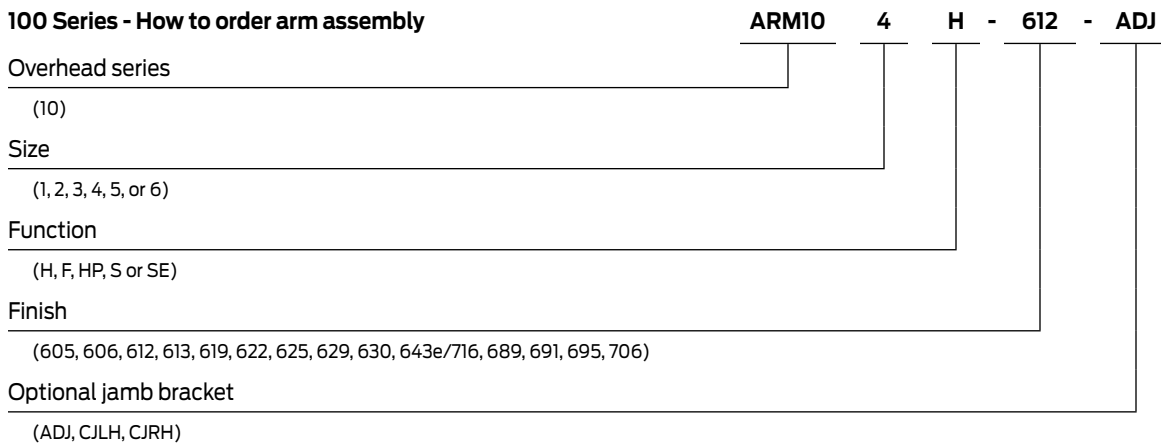 100 Series - How to order arm assembly ARM10 4 H - 612 - ADJ
Overhead series
(10)
Size
(1, 2, 3, 4, 5, or 6)
Function
(H, F, HP, S or SE)
Finish
(605, 606, 612, 613, 619, 622, 625, 629, 630, 643e/716, 689, 691, 695, 706)
Optional jamb bracket
(ADJ, CJLH, CJRH)